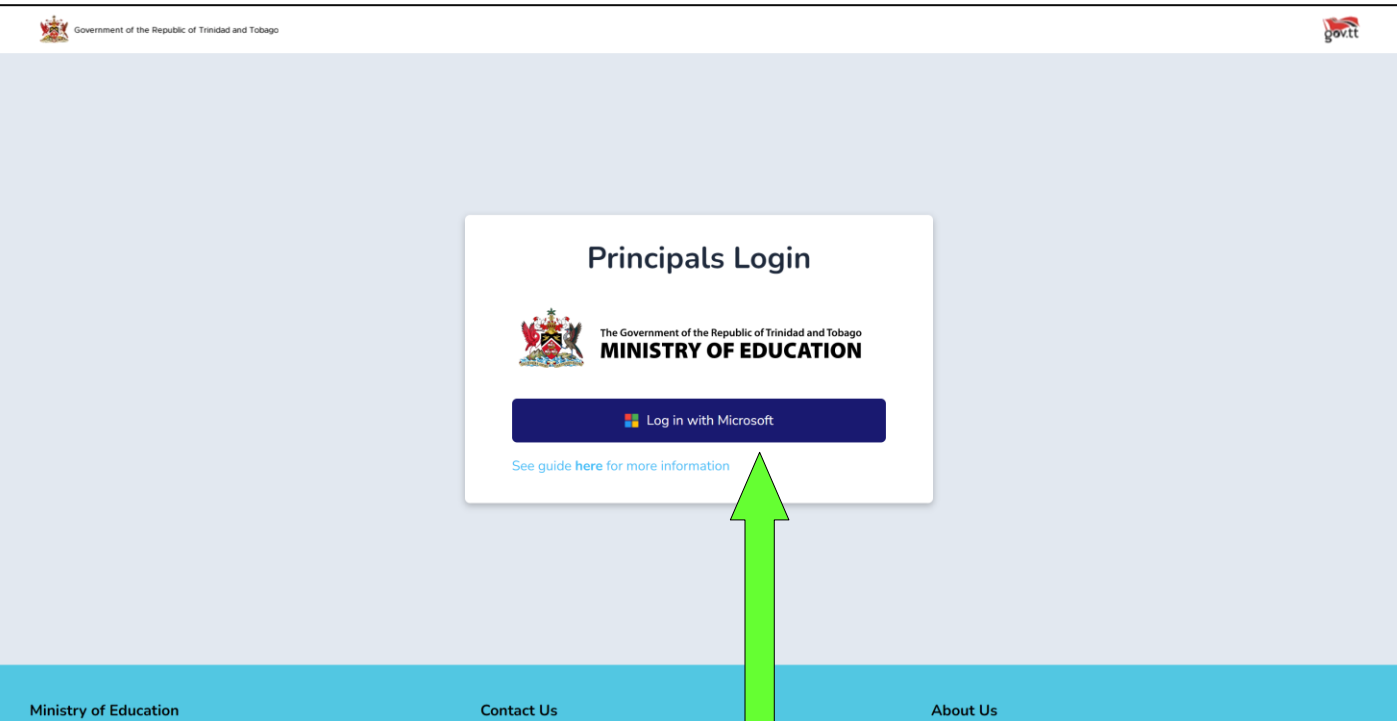 Government of the Republic of Trinidad and Tobago
gov.tt
Principals Login
The Government of the Republic of Trinidad and Tobago
MINISTRY OF EDUCATION
Log in with Microsoft
See guide here for more information
Ministry of Education
Contact Us
About Us